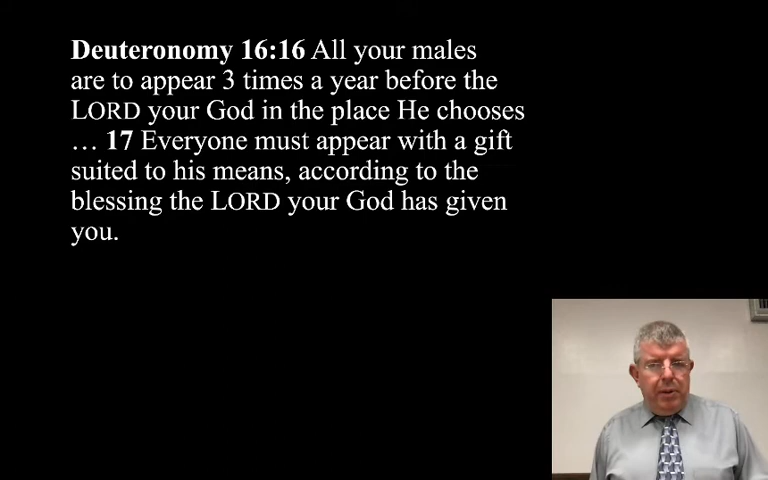 Deuteronomy 16:16 All your males
are to appear 3 times a year before the
LORD your God in the place He chooses
… 17 Everyone must appear with a gift
suited to his means, according to the
blessing the LORD your God has given
you.